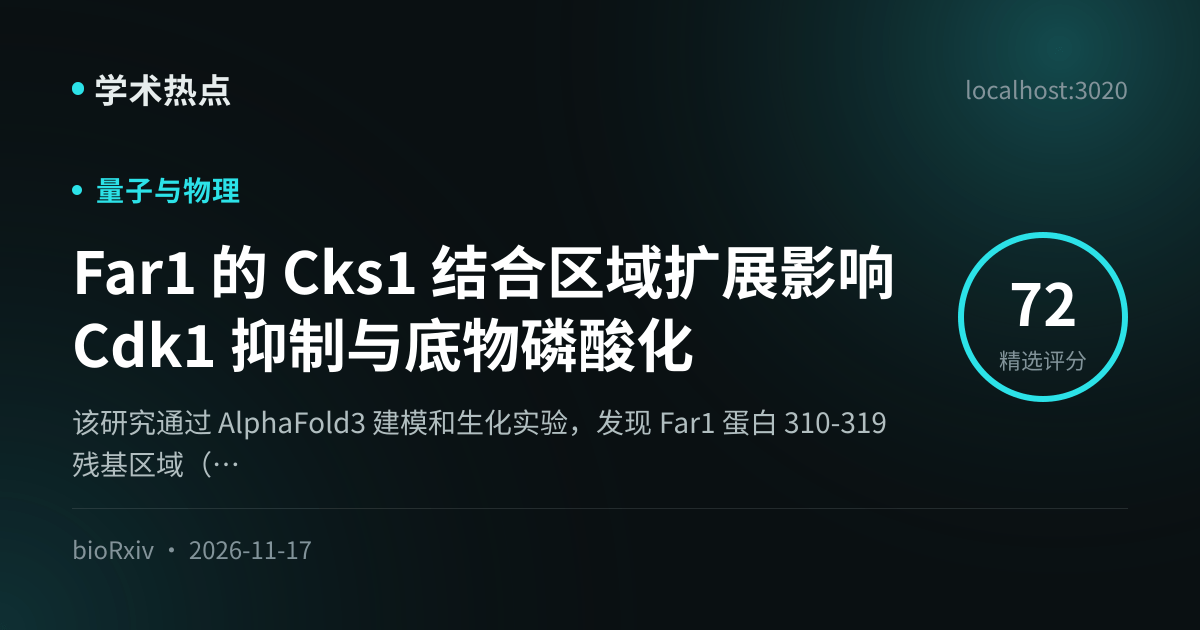 学术热点
localhost:3020
量子与物理
Far1 的 Cks1 结合区域扩展影响
Cdk1 抑制与底物磷酸化
72
精选评分
该研究通过 AlphaFold3 建模和生化实验，发现 Far1 蛋白 310-319
残基区域（…
bioRxiv • 2026-11-17